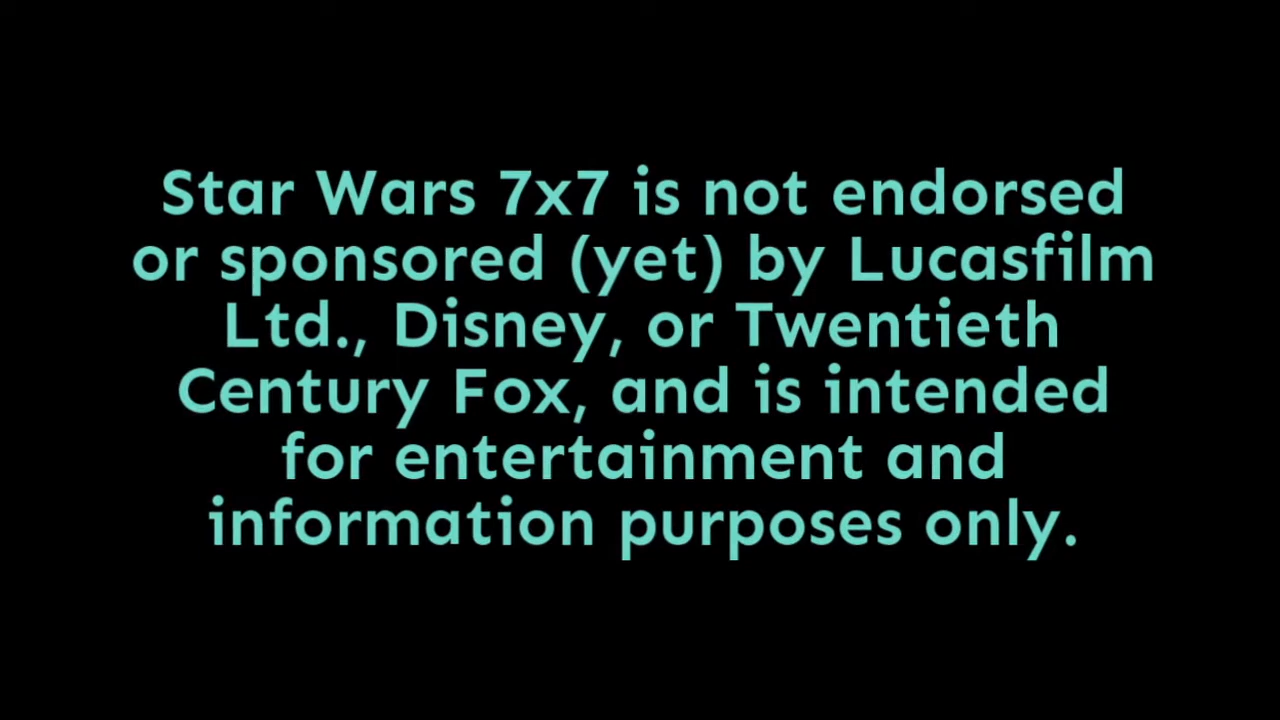 Star Wars 7x7 is not endorsed
or sponsored (yet) by Lucasfilm
Ltd., Disney, or Twentieth
Century Fox, and is intended
for entertainment and
information purposes only.